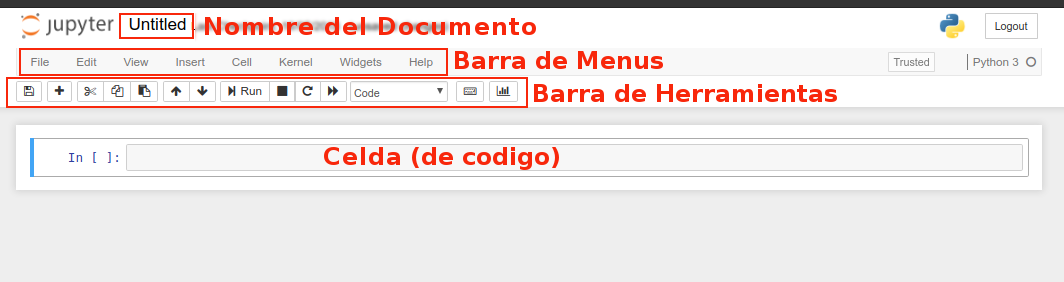 jupyter Untitled Nombre del Documento Logout
File Edit View Insert Cell Kernel Widgets Help Barra de Menus Trusted Python 3
Run Code Barra de Herramientas
In [ ]: Celda (de codigo)